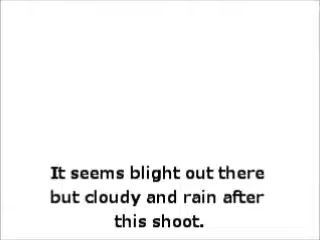 It seems blight out there
but cloudy and rain after
this shoot.